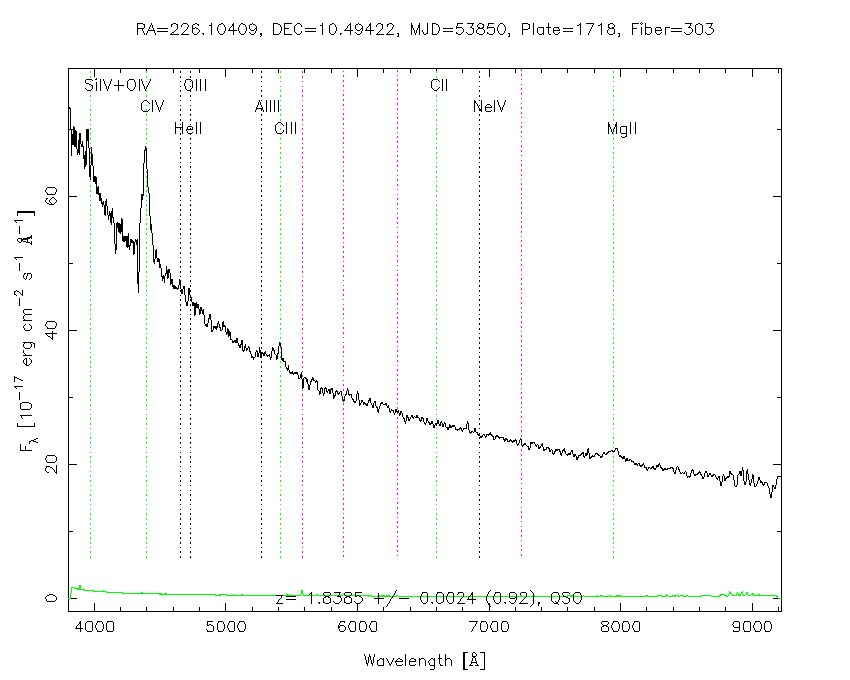 RA=226.10409, DEC=10.49422, MJD=53850, Plate=1718, Fiber=303
SiIV+OIV OIII CII
CIV AlIII NeIV
HeII CIII MgII
60
40
20
0
F_λ [10^−17 erg cm^−2 s^−1 Å^−1]
z= 1.8385 +/− 0.0024 (0.92), QSO
4000 5000 6000 7000 8000 9000
Wavelength [Å]